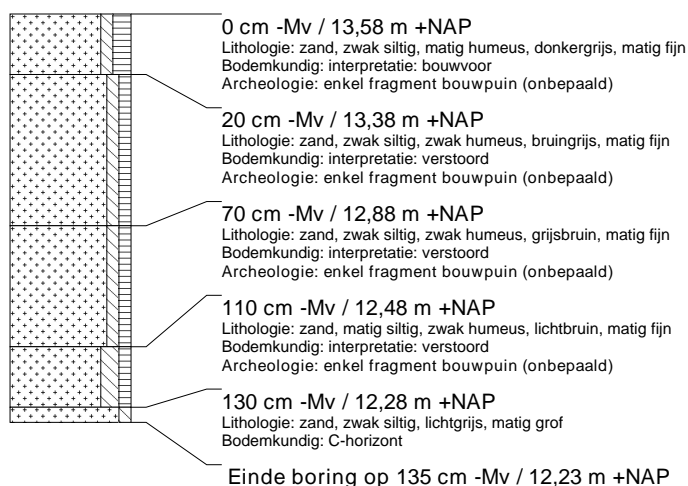 0 cm -Mv / 13,58 m +NAP
Lithologie: zand, zwak siltig, matig humeus, donkergrijs, matig fijn
Bodemkundig: interpretatie: bouwvoor
Archeologie: enkel fragment bouwpuin (onbepaald)
20 cm -Mv / 13,38 m +NAP
Lithologie: zand, zwak siltig, zwak humeus, bruingrijs, matig fijn
Bodemkundig: interpretatie: verstoord
Archeologie: enkel fragment bouwpuin (onbepaald)
70 cm -Mv / 12,88 m +NAP
Lithologie: zand, zwak siltig, zwak humeus, grijsbruin, matig fijn
Bodemkundig: interpretatie: verstoord
Archeologie: enkel fragment bouwpuin (onbepaald)
110 cm -Mv / 12,48 m +NAP
Lithologie: zand, matig siltig, zwak humeus, lichtbruin, matig fijn
Bodemkundig: interpretatie: verstoord
Archeologie: enkel fragment bouwpuin (onbepaald)
130 cm -Mv / 12,28 m +NAP
Lithologie: zand, zwak siltig, lichtgrijs, matig grof
Bodemkundig: C-horizont
Einde boring op 135 cm -Mv / 12,23 m +NAP